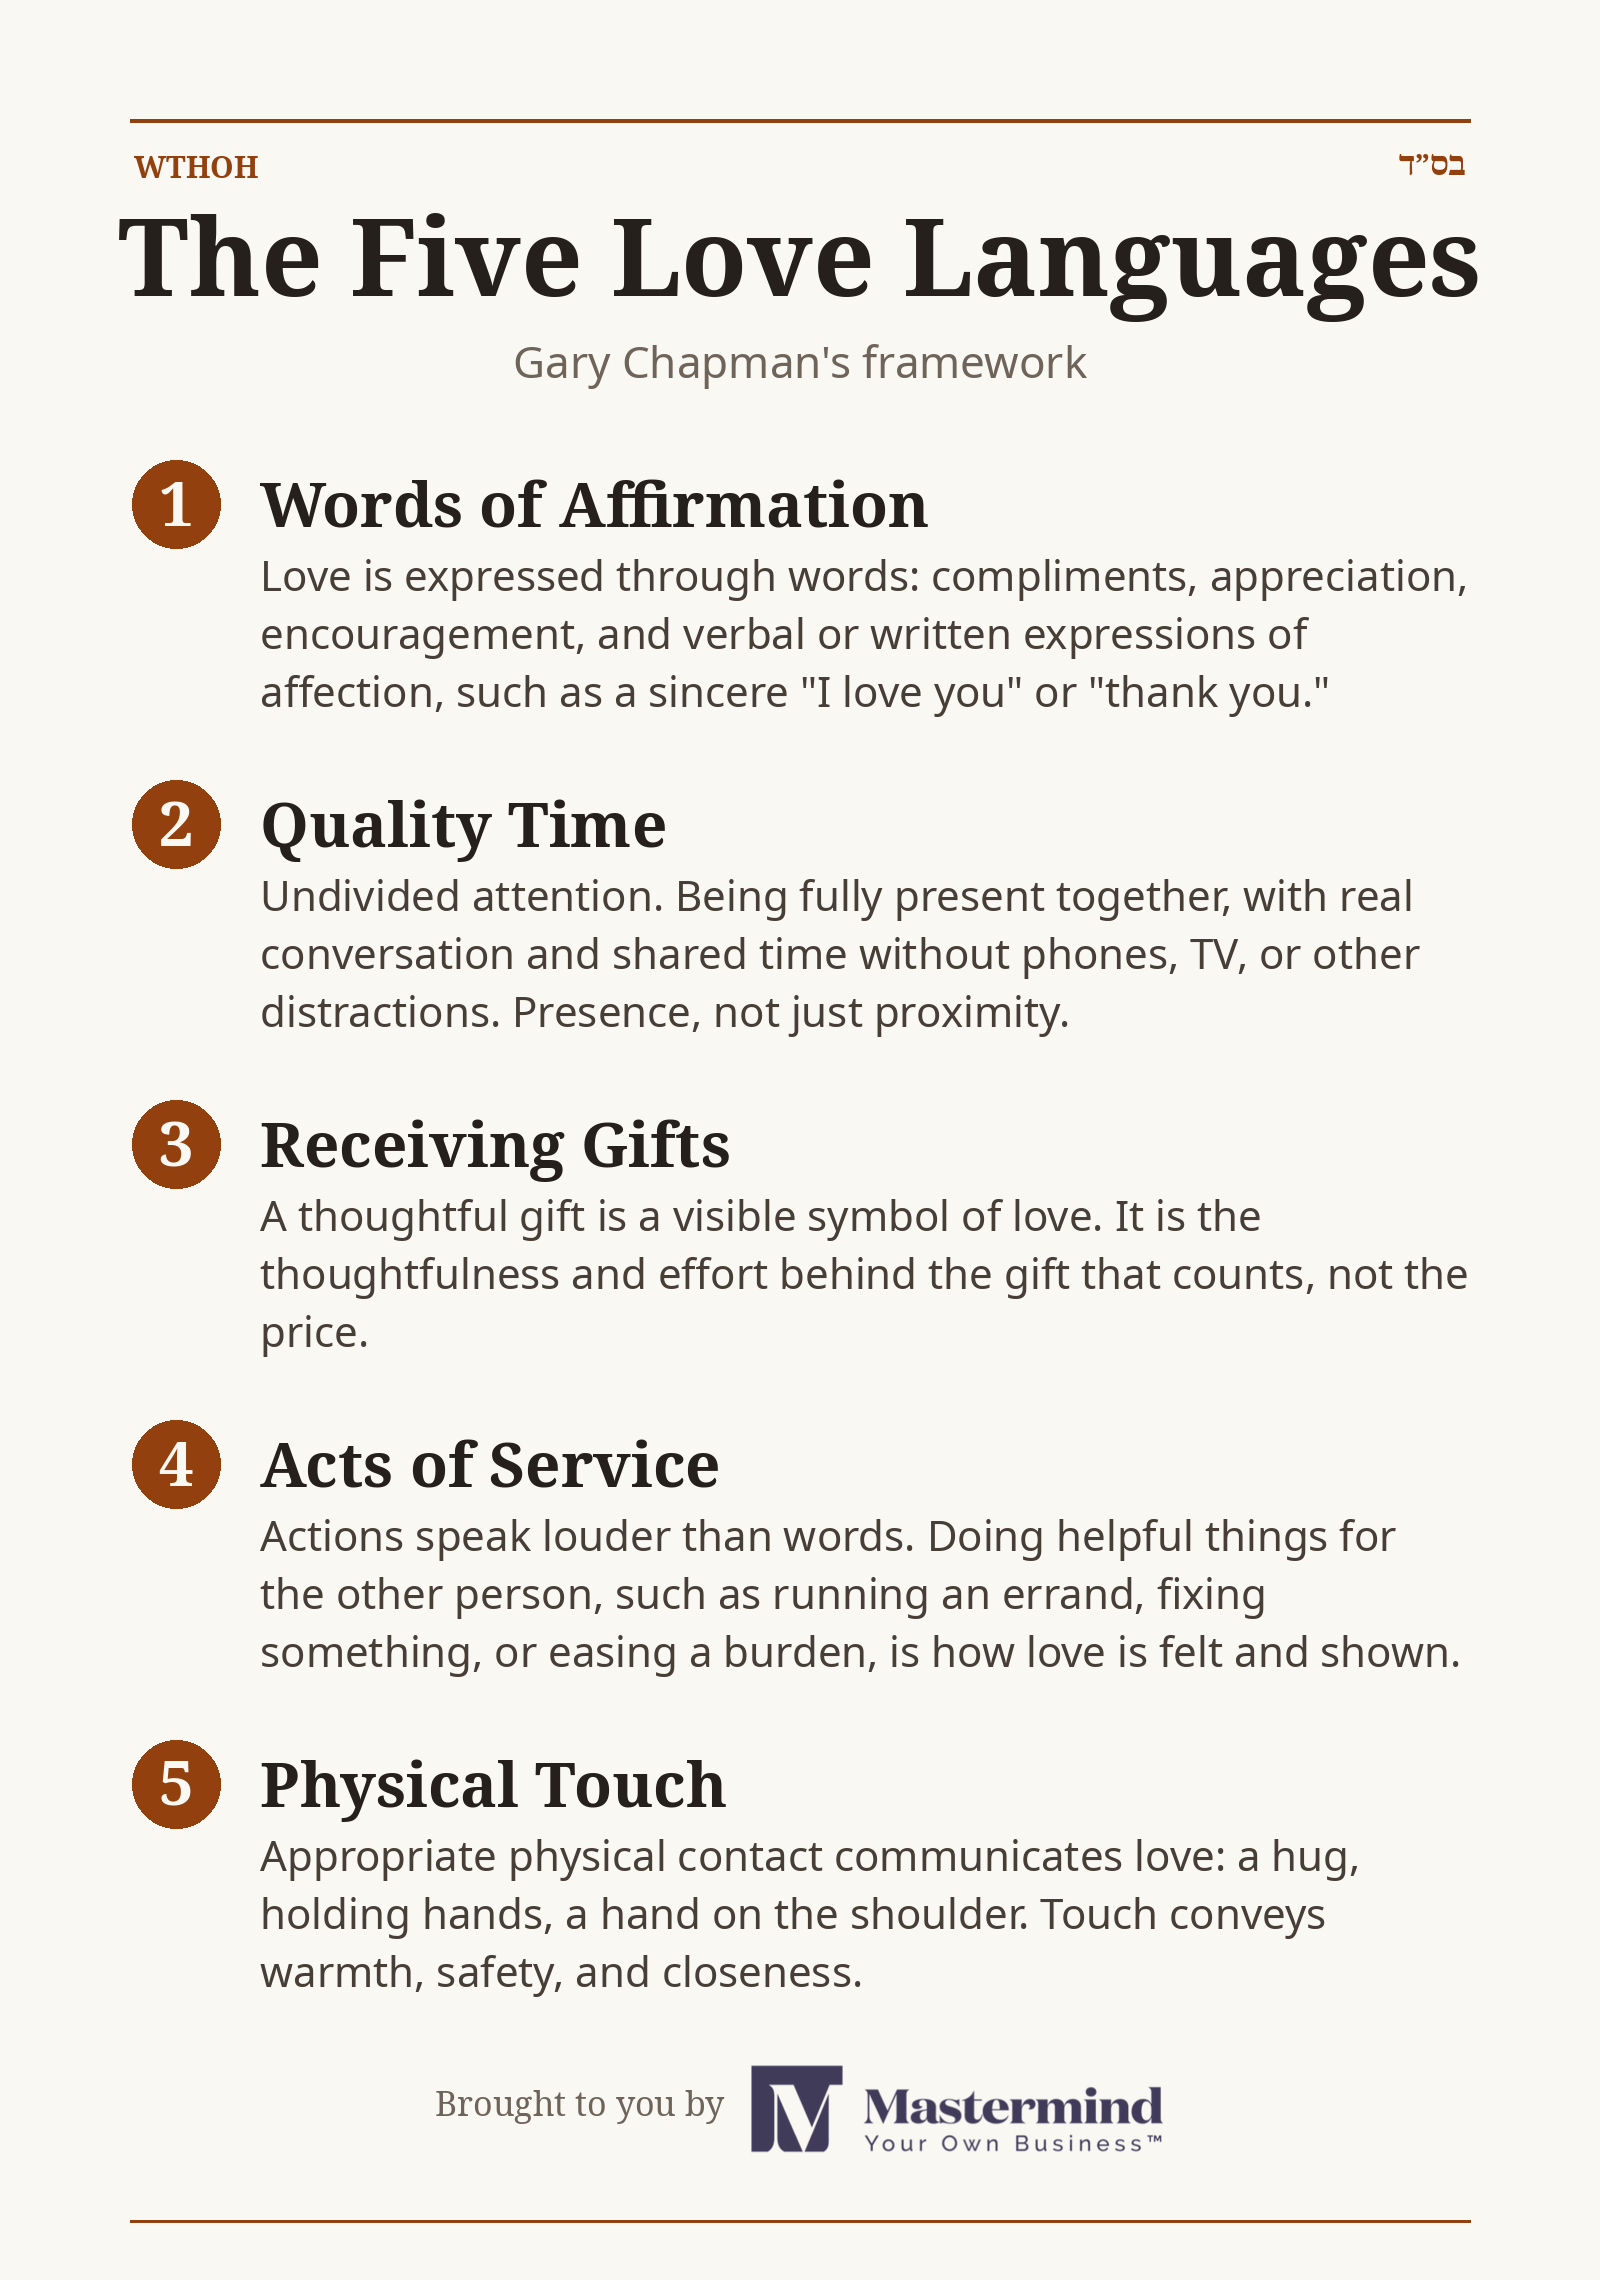 WTHOH
בס”ד
The Five Love Languages
Gary Chapman's framework
1
Words of Affirmation
Love is expressed through words: compliments, appreciation,
encouragement, and verbal or written expressions of
affection, such as a sincere "I love you" or "thank you."
2
Quality Time
Undivided attention. Being fully present together, with real
conversation and shared time without phones, TV, or other
distractions. Presence, not just proximity.
3
Receiving Gifts
A thoughtful gift is a visible symbol of love. It is the
thoughtfulness and effort behind the gift that counts, not the
price.
4
Acts of Service
Actions speak louder than words. Doing helpful things for
the other person, such as running an errand, fixing
something, or easing a burden, is how love is felt and shown.
5
Physical Touch
Appropriate physical contact communicates love: a hug,
holding hands, a hand on the shoulder. Touch conveys
warmth, safety, and closeness.
Brought to you by
Mastermind
Your Own Business™